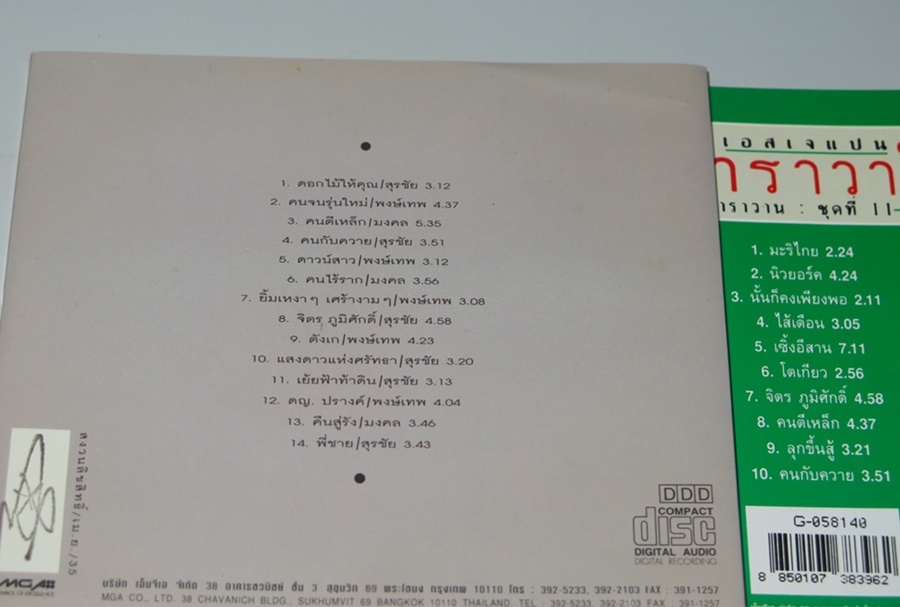 1. ดอกไม้ให้คุณ/สุรชัย 3.12
2. คนจนรุ่นใหม่/พงษ์เทพ 4.37
3. คนตีเหล็ก/มงคล 5.35
4. คนกับควาย/สุรชัย 3.51
5. ดาวน์สาว/พงษ์เทพ 3.12
6. คนไร้ราก/มงคล 3.56
7. ยิ้มเหงาๆ เศร้างามๆ/พงษ์เทพ 3.08
8. จิตร ภูมิศักดิ์/สุรชัย 4.58
9. ตังเก/พงษ์เทพ 4.23
10. แสงดาวแห่งศรัทธา/สุรชัย 3.20
11. เย้ยฟ้าท้าดิน/สุรชัย 3.13
12. ดญ. ปรางค์/พงษ์เทพ 4.04
13. คืนสู่รัง/มงคล 3.46
14. พี่ชาย/สุรชัย 3.43
สงวนลิขสิทธิ์/เม.ย./35
MGA
DDD
COMPACT
disc
DIGITAL AUDIO
DIGITAL RECORDING
บริษัท เอ็มจีเอ จำกัด 38 อาคารชวนิชย์ ชั้น 3 สุขุมวิท 69 พระโขนง กรุงเทพ 10110 โทร : 392-5233, 392-2103 FAX : 391-1257
MGA CO., LTD. 38 CHAVANICH BLDG., SUKHUMVIT 69 BANGKOK 10110 THAILAND, TEL : 392-5233, 392-2103 FAX : 391-1257
เอสเจแปน
าราวา
าราวาน : ชุดที่ 11-
1. มะริไกย 2.24
2. นิวยอร์ค 4.24
3. นั้นก็คงเพียงพอ 2.11
4. ไส้เดือน 3.05
5. เซิ้งอีสาน 7.11
6. โตเกียว 2.56
7. จิตร ภูมิศักดิ์ 4.58
8. คนตีเหล็ก 4.37
9. ลุกขึ้นสู้ 3.21
10. คนกับควาย 3.51
G-058140
8 850107 383962